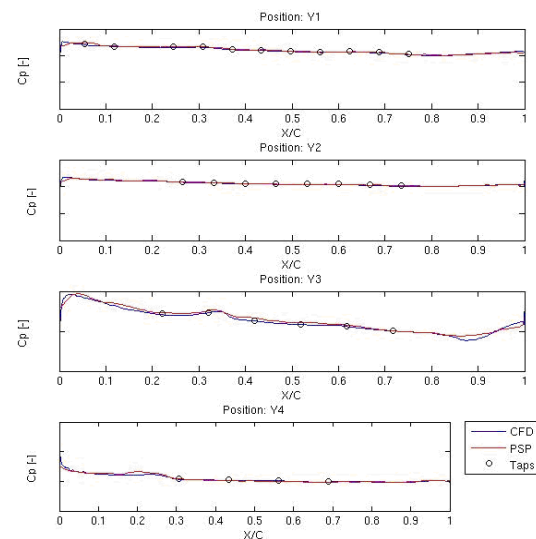 Position: Y1
Cp [-]
0 0.1 0.2 0.3 0.4 0.5 0.6 0.7 0.8 0.9 1
X/C
Position: Y2
Cp [-]
0 0.1 0.2 0.3 0.4 0.5 0.6 0.7 0.8 0.9 1
X/C
Position: Y3
Cp [-]
0 0.1 0.2 0.3 0.4 0.5 0.6 0.7 0.8 0.9 1
X/C
Position: Y4
Cp [-]
0 0.1 0.2 0.3 0.4 0.5 0.6 0.7 0.8 0.9 1
X/C
CFD
PSP
Taps